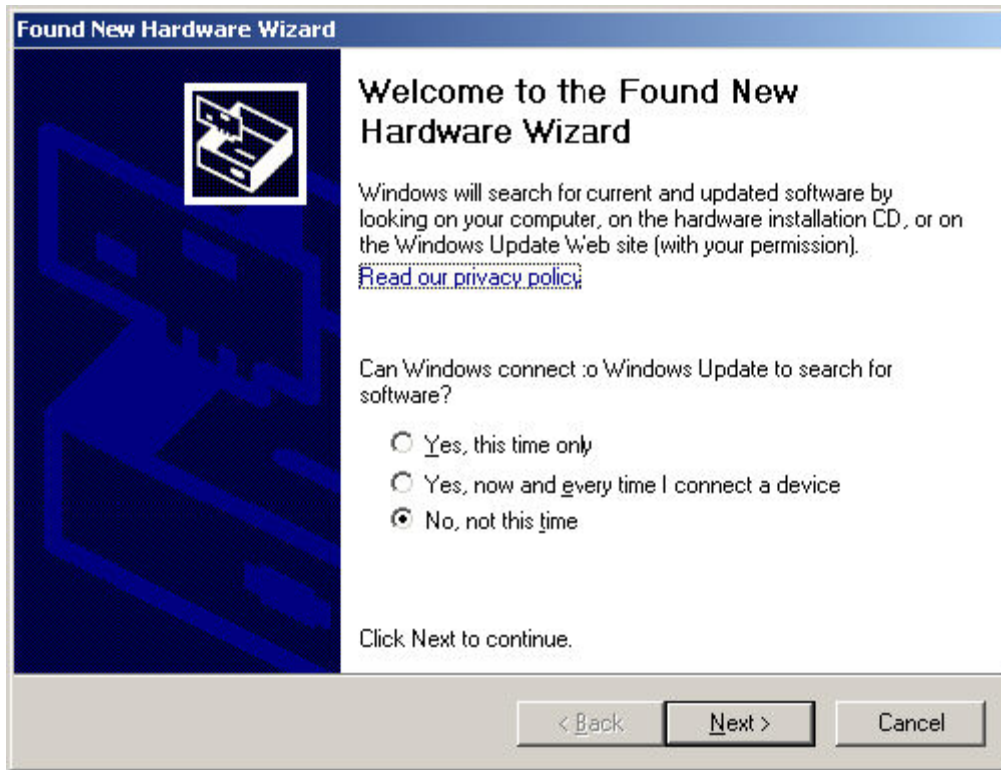 Found New Hardware Wizard
Welcome to the Found New
Hardware Wizard
Windows will search for current and updated software by
looking on your computer, on the hardware installation CD, or on
the Windows Update Web site (with your permission).
Read our privacy policy
Can Windows connect :o Windows Update to search for
software?
Yes, this time only
Yes, now and every time I connect a device
No, not this time
Click Next to continue.
< Back
Next >
Cancel